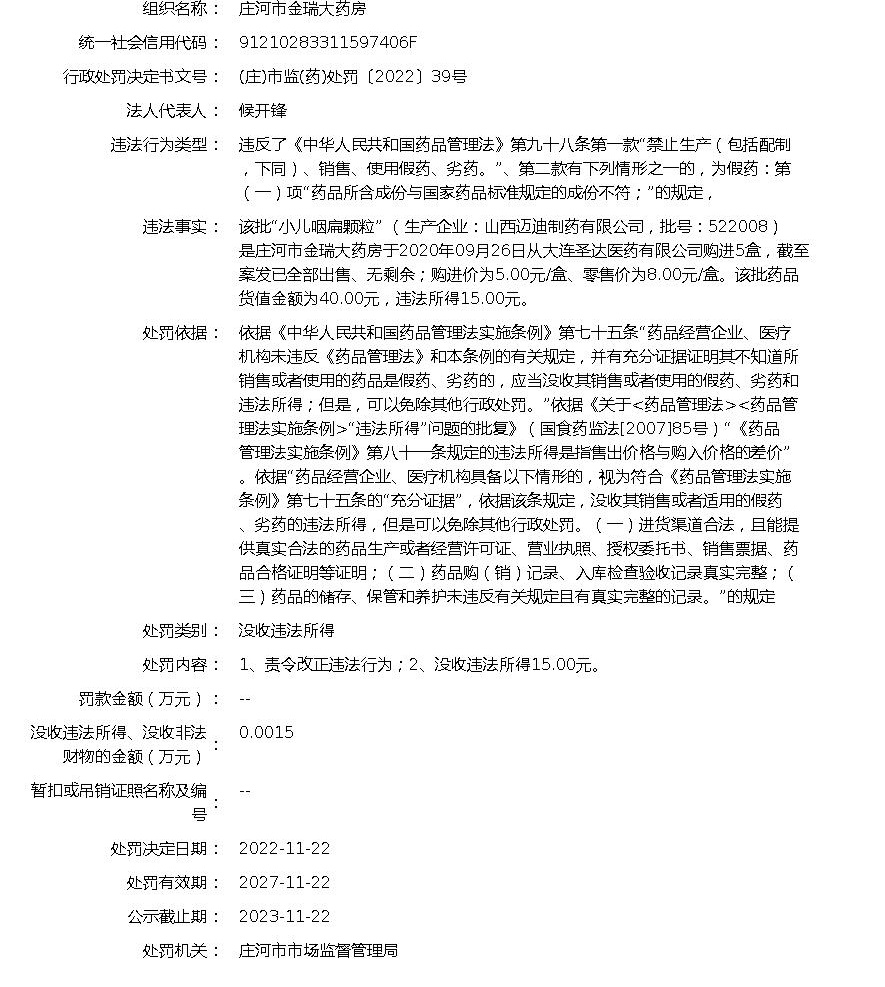 组织名称： 庄河市金瑞大药房
统一社会信用代码： 91210283311597406F
行政处罚决定书文号： (庄)市监(药)处罚〔2022〕39号
法人代表人： 候开锋
违法行为类型： 违反了《中华人民共和国药品管理法》第九十八条第一款“禁止生产（包括配制
，下同）、销售、使用假药、劣药。”、第二款有下列情形之一的，为假药：第
（一）项“药品所含成份与国家药品标准规定的成份不符；”的规定，
违法事实： 该批“小儿咽扁颗粒”（生产企业：山西迈迪制药有限公司，批号：522008）
是庄河市金瑞大药房于2020年09月26日从大连圣达医药有限公司购进5盒，截至
案发已全部出售、无剩余；购进价为5.00元/盒、零售价为8.00元/盒。该批药品
货值金额为40.00元，违法所得15.00元。
处罚依据： 依据《中华人民共和国药品管理法实施条例》第七十五条“药品经营企业、医疗
机构未违反《药品管理法》和本条例的有关规定，并有充分证据证明其不知道所
销售或者使用的药品是假药、劣药的，应当没收其销售或者使用的假药、劣药和
违法所得；但是，可以免除其他行政处罚。”依据《关于<药品管理法><药品管
理法实施条例>“违法所得”问题的批复》（国食药监法[2007]85号）“《药品
管理法实施条例》第八十一条规定的违法所得是指售出价格与购入价格的差价”
。依据“药品经营企业、医疗机构具备以下情形的，视为符合《药品管理法实施
条例》第七十五条的“充分证据”，依据该条规定，没收其销售或者适用的假药
、劣药的违法所得，但是可以免除其他行政处罚。（一）进货渠道合法，且能提
供真实合法的药品生产或者经营许可证、营业执照、授权委托书、销售票据、药
品合格证明等证明；（二）药品购（销）记录、入库检查验收记录真实完整；（
三）药品的储存、保管和养护未违反有关规定且有真实完整的记录。”的规定
处罚类别： 没收违法所得
处罚内容： 1、责令改正违法行为；2、没收违法所得15.00元。
罚款金额（万元）： --
没收违法所得、没收非法
财物的金额（万元）： 0.0015
暂扣或吊销证照名称及编
号： --
处罚决定日期： 2022-11-22
处罚有效期： 2027-11-22
公示截止期： 2023-11-22
处罚机关： 庄河市市场监督管理局